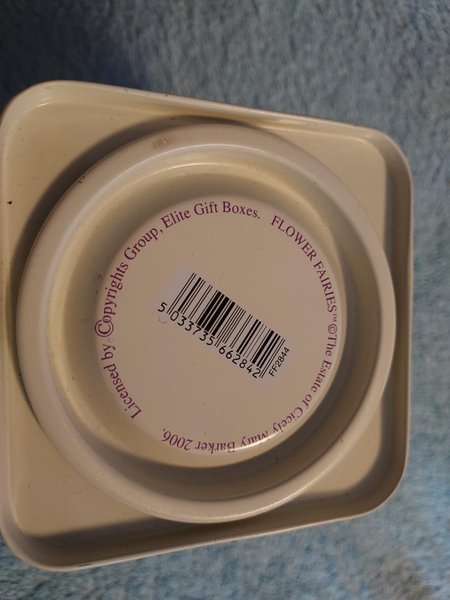 FLOWER FAIRIES™ ©The Estate of Cicely Mary Barker 2006.
Licensed by ©opyrights Group, Elite Gift Boxes.
5 033735 662842
FF2844